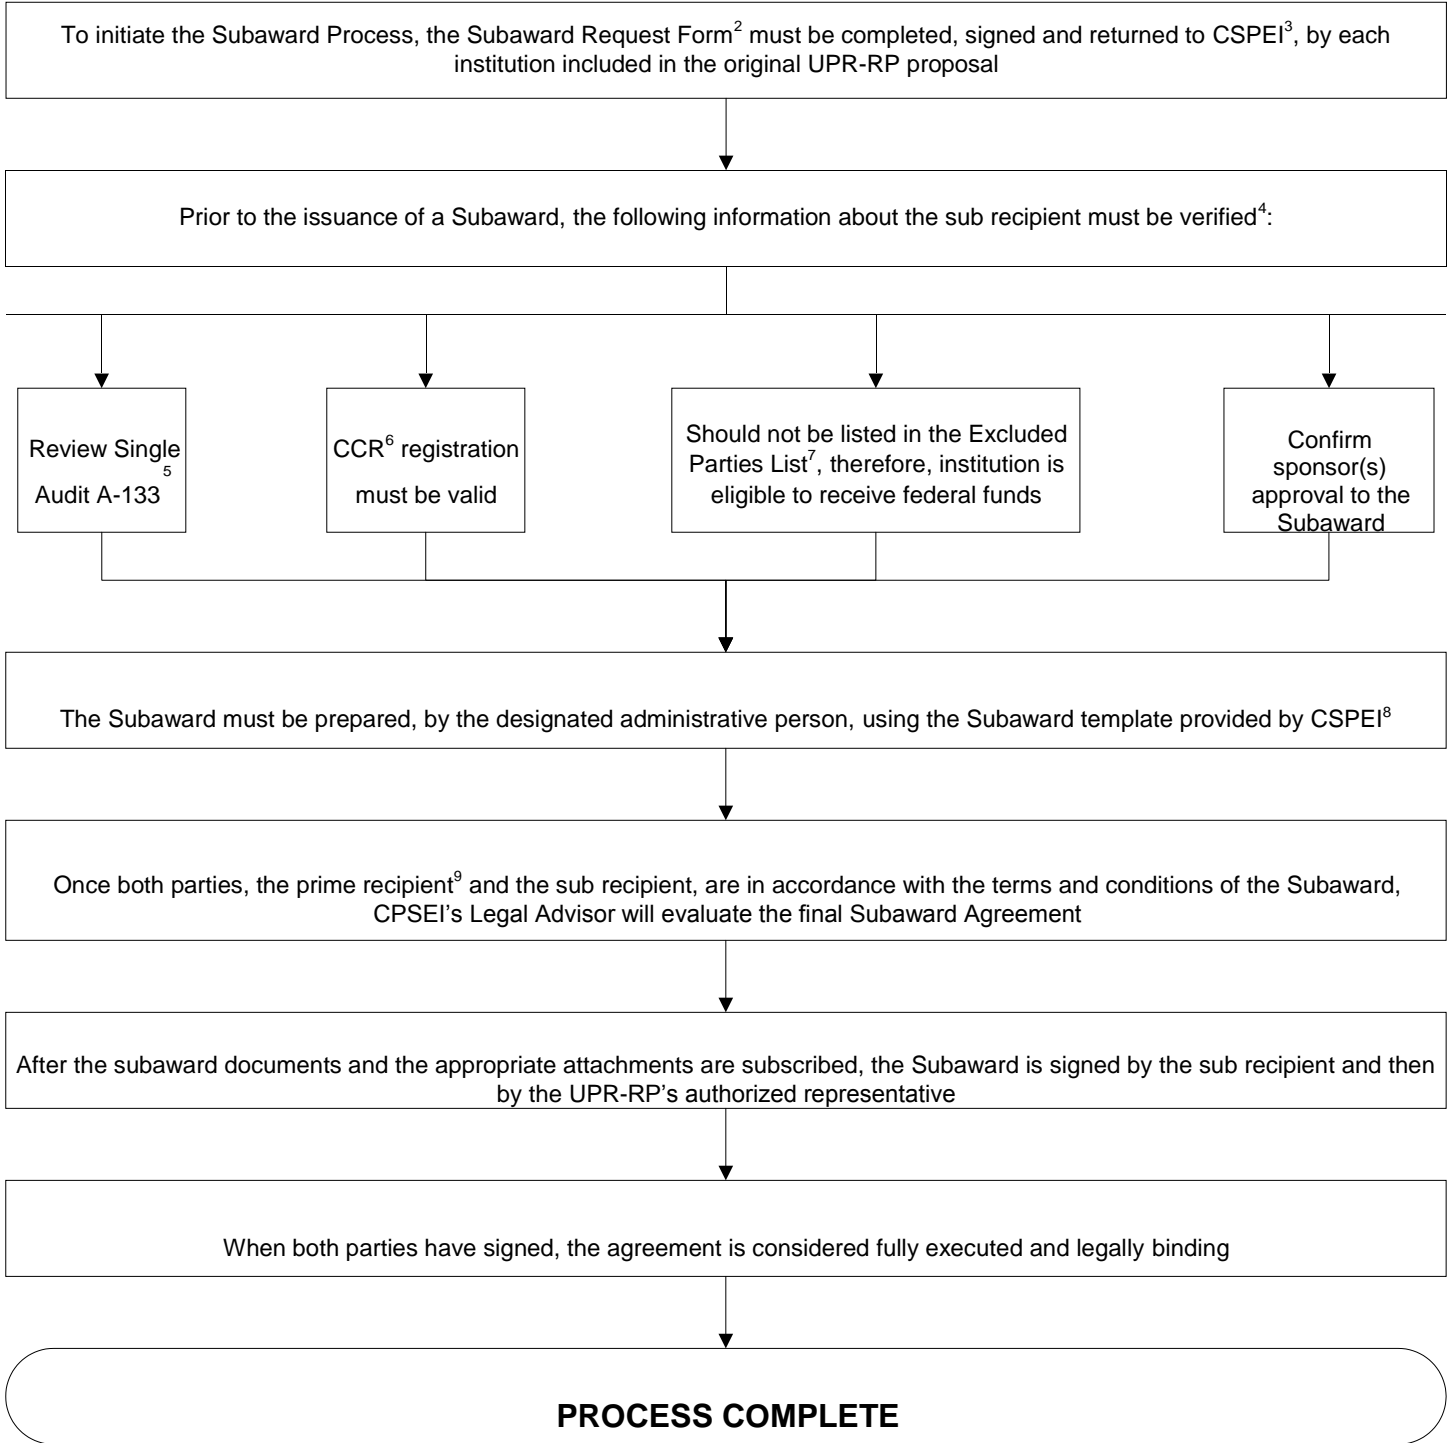 To initiate the Subaward Process, the Subaward Request Form² must be completed, signed and returned to CSPEI³, by each
institution included in the original UPR-RP proposal
Prior to the issuance of a Subaward, the following information about the sub recipient must be verified⁴:
Review Single
Audit A-133⁵
CCR⁶ registration
must be valid
Should not be listed in the Excluded
Parties List⁷, therefore, institution is
eligible to receive federal funds
Confirm
sponsor(s)
approval to the
Subaward
The Subaward must be prepared, by the designated administrative person, using the Subaward template provided by CSPEI⁸
Once both parties, the prime recipient⁹ and the sub recipient, are in accordance with the terms and conditions of the Subaward,
CPSEI's Legal Advisor will evaluate the final Subaward Agreement
After the subaward documents and the appropriate attachments are subscribed, the Subaward is signed by the sub recipient and then
by the UPR-RP's authorized representative
When both parties have signed, the agreement is considered fully executed and legally binding
PROCESS COMPLETE